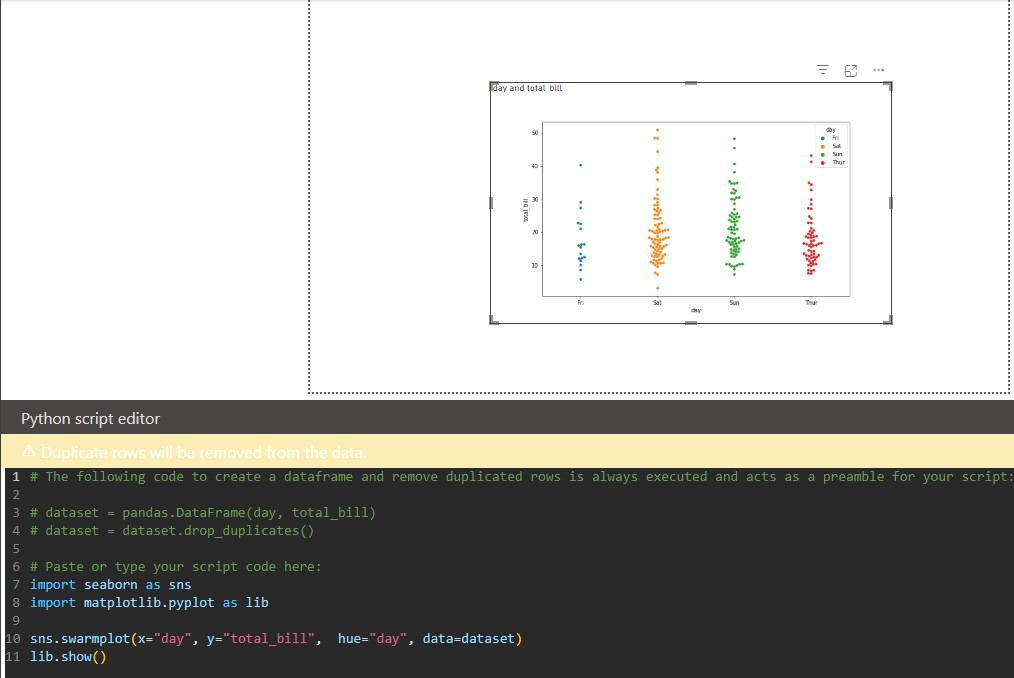 day and total_bill
day
Fri
Sat
Sun
Thur
50
40
30
20
10
total_bill
Fri Sat Sun Thur
day
Python script editor
Duplicate rows will be removed from the data.
1 # The following code to create a dataframe and remove duplicated rows is always executed and acts as a preamble for your script:
2
3 # dataset = pandas.DataFrame(day, total_bill)
4 # dataset = dataset.drop_duplicates()
5
6 # Paste or type your script code here:
7 import seaborn as sns
8 import matplotlib.pyplot as lib
9
10 sns.swarmplot(x="day", y="total_bill",  hue="day", data=dataset)
11 lib.show()